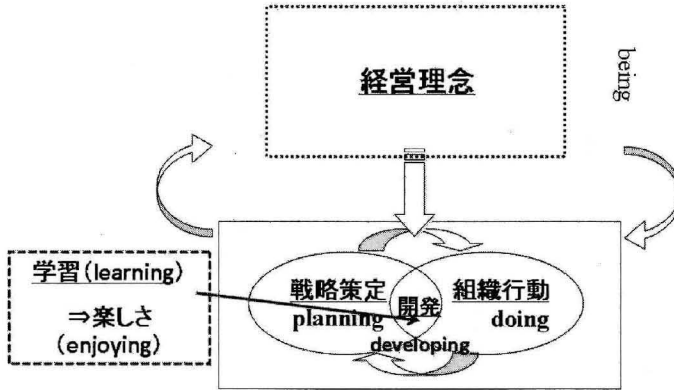 経営理念
being
学習(learning)
⇒楽しさ
(enjoying)
戦略策定
planning
開発
developing
組織行動
doing